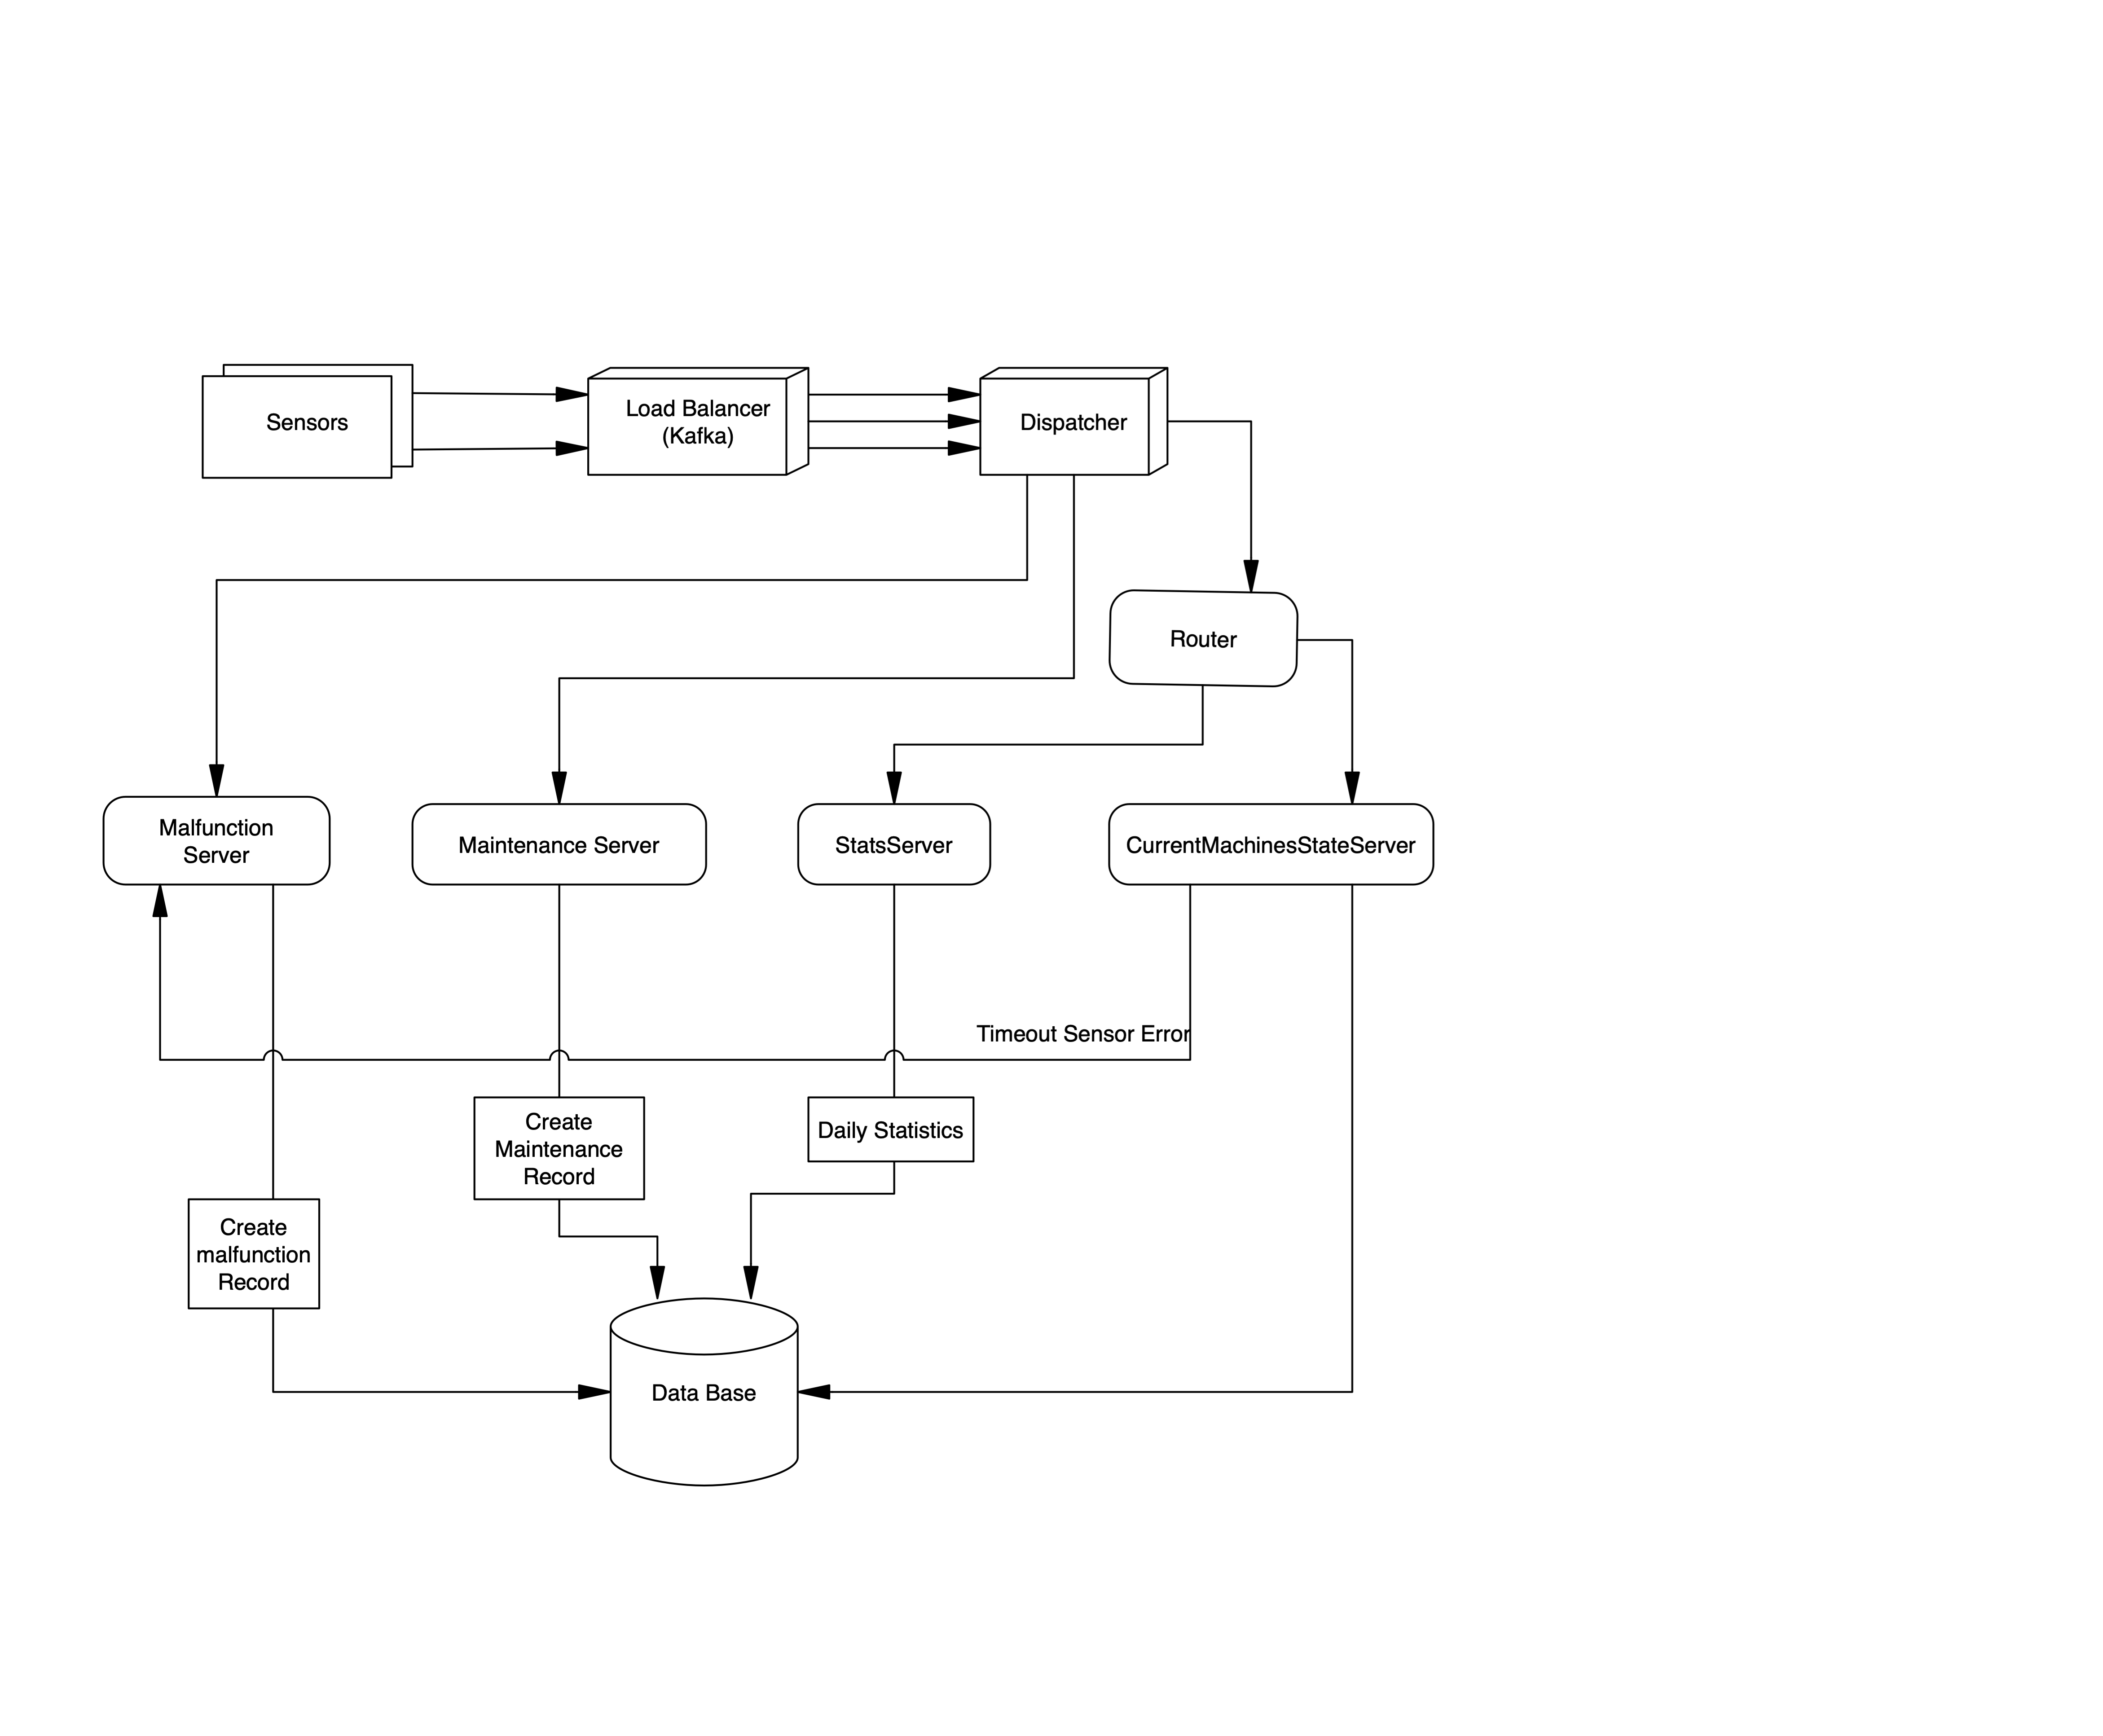 Sensors
Load Balancer
(Kafka)
Dispatcher
Router
Malfunction
Server
Maintenance Server
StatsServer
CurrentMachinesStateServer
Timeout Sensor Error
Create
Maintenance
Record
Daily Statistics
Create
malfunction
Record
Data Base